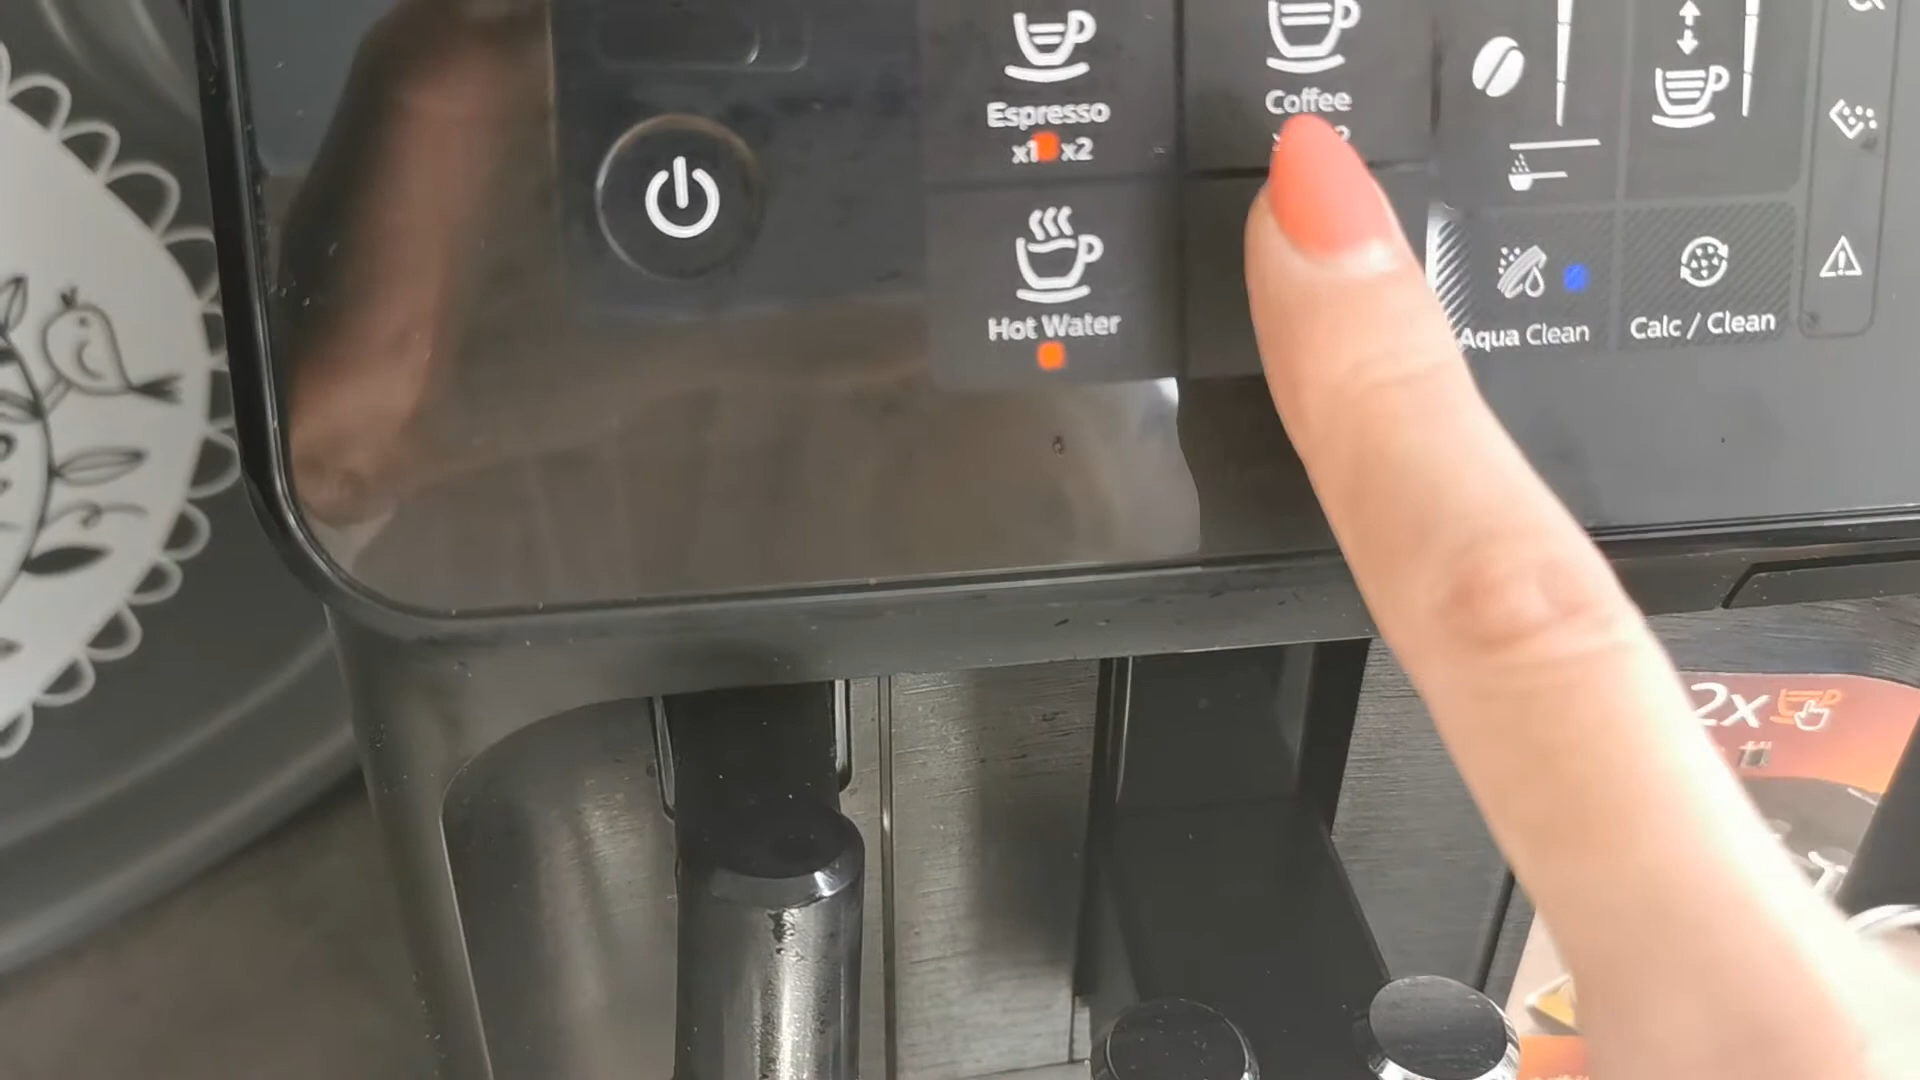 Espresso
x1 x2
Coffee
Hot Water
Aqua Clean
Calc / Clean
2x